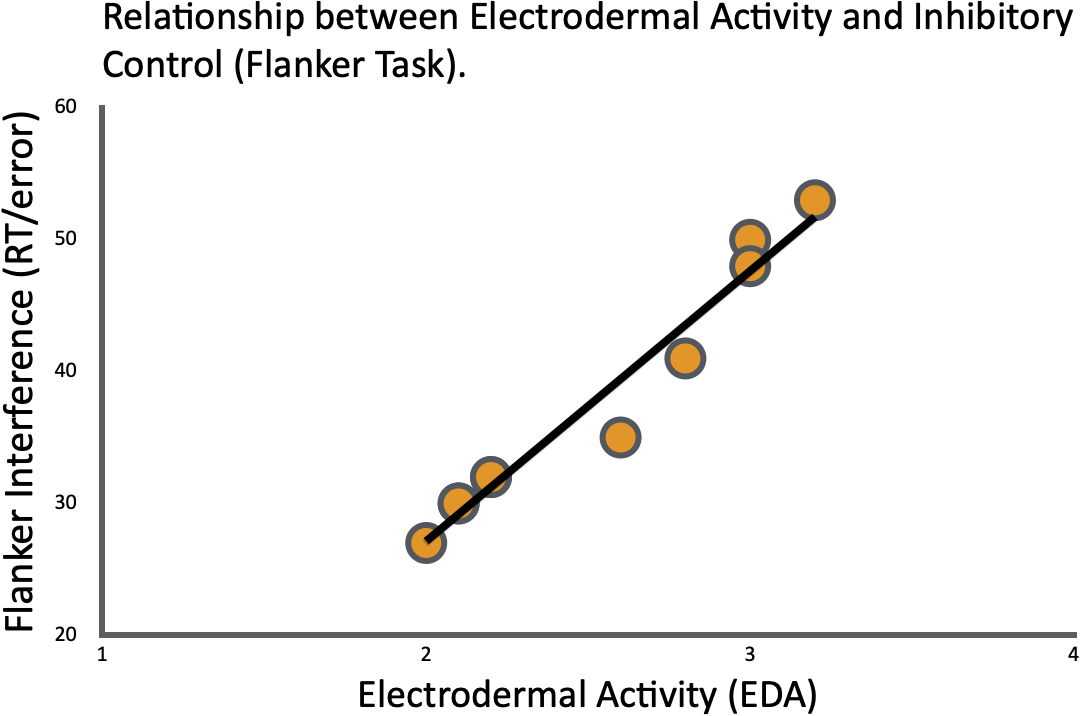 Relationship between Electrodermal Activity and Inhibitory
Control (Flanker Task).
Flanker Interference (RT/error)
60
50
40
30
20
1
2
3
4
Electrodermal Activity (EDA)